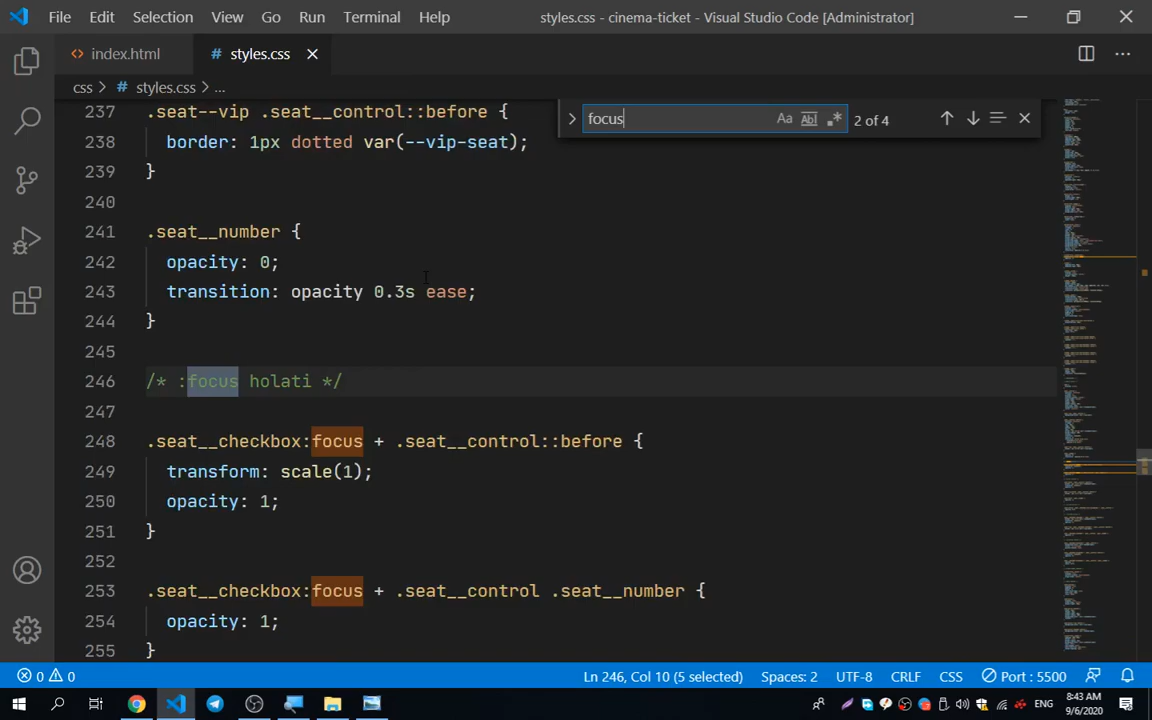 File Edit Selection View Go Run Terminal Help styles.css - cinema-ticket - Visual Studio Code [Administrator]
<> index.html # styles.css
css > # styles.css > ...
focus Aa Abl .* 2 of 4
237 .seat--vip .seat__control::before {
238 border: 1px dotted var(--vip-seat);
239 }
240
241 .seat__number {
242 opacity: 0;
243 transition: opacity 0.3s ease;
244 }
245
246 /* :focus holati */
247
248 .seat__checkbox:focus + .seat__control::before {
249 transform: scale(1);
250 opacity: 1;
251 }
252
253 .seat__checkbox:focus + .seat__control .seat__number {
254 opacity: 1;
255 }
0 0 Ln 246, Col 10 (5 selected) Spaces: 2 UTF-8 CRLF CSS Port : 5500
ENG 8:43 AM
9/6/2020